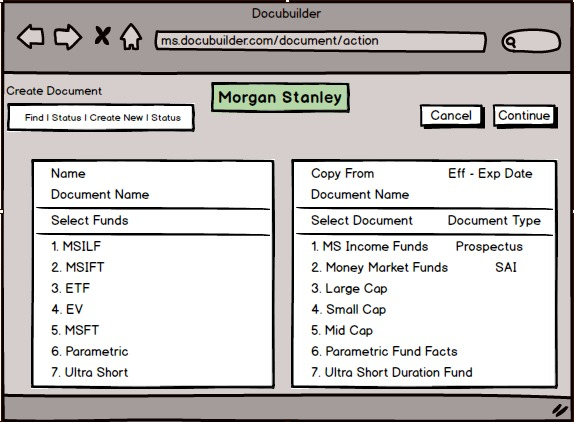 Docubuilder
ms.docubuilder.com/document/action
Create Document
Morgan Stanley
Find | Status | Create New | Status
Cancel
Continue
Name
Document Name
Select Funds
1. MSILF
2. MSIFT
3. ETF
4. EV
5. MSFT
6. Parametric
7. Ultra Short
Copy From Eff - Exp Date
Document Name
Select Document Document Type
1. MS Income Funds Prospectus
2. Money Market Funds SAI
3. Large Cap
4. Small Cap
5. Mid Cap
6. Parametric Fund Facts
7. Ultra Short Duration Fund